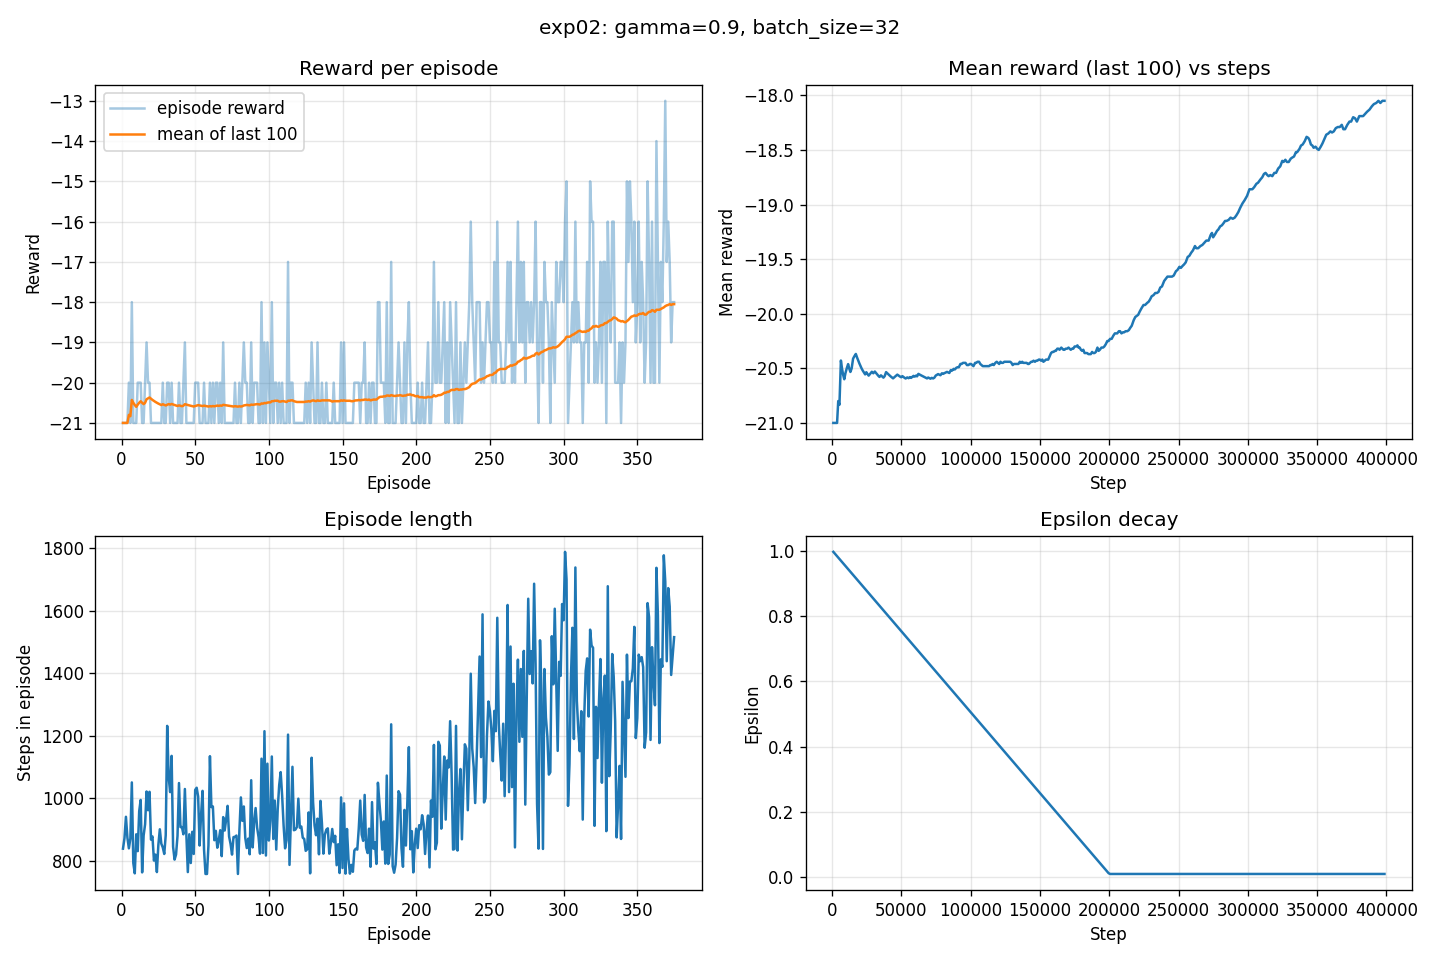 exp02: gamma=0.9, batch_size=32
Reward per episode
−13
−14
−15
−16
−17
−18
−19
−20
−21
Reward
episode reward
mean of last 100
0 50 100 150 200 250 300 350
Episode
Mean reward (last 100) vs steps
−18.0
−18.5
−19.0
−19.5
−20.0
−20.5
−21.0
Mean reward
0 50000 100000 150000 200000 250000 300000 350000 400000
Step
Episode length
1800
1600
1400
1200
1000
800
Steps in episode
0 50 100 150 200 250 300 350
Episode
Epsilon decay
1.0
0.8
0.6
0.4
0.2
0.0
Epsilon
0 50000 100000 150000 200000 250000 300000 350000 400000
Step